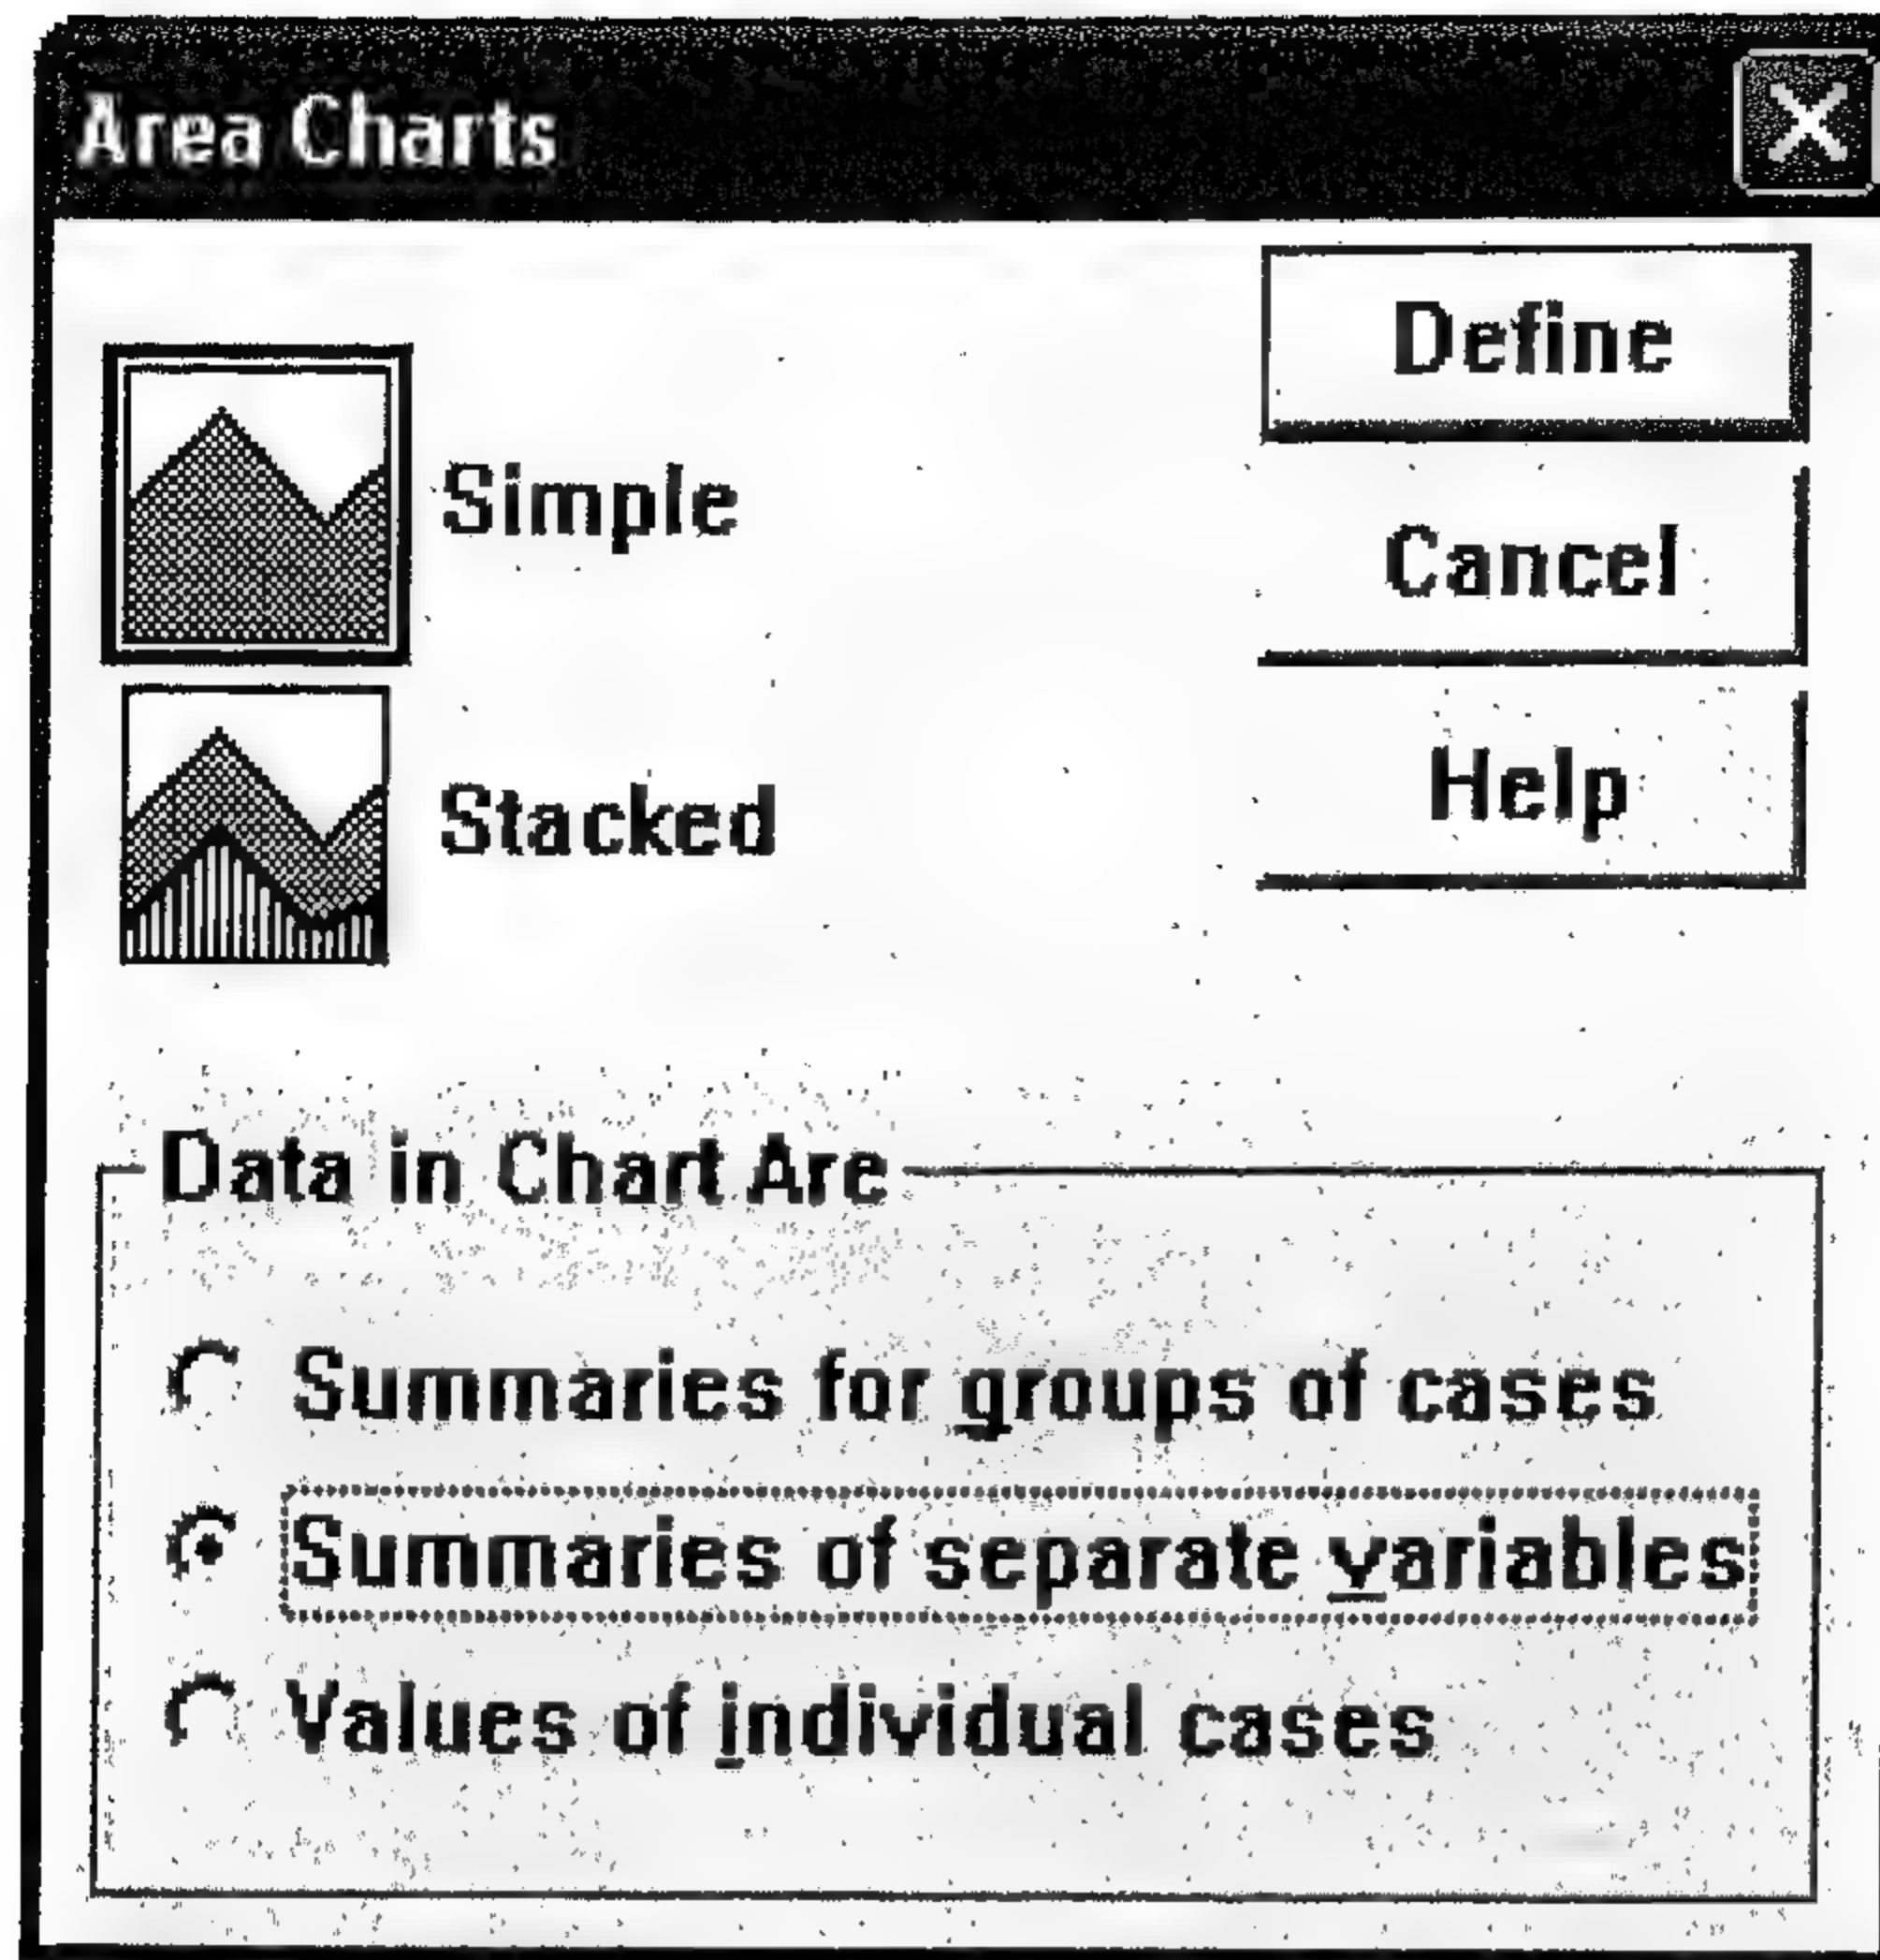 Area Charts
Define
Simple
Cancel
Help
Stacked
Data in Chart Are
Summaries for groups of cases
Summaries of separate variables
Values of individual cases